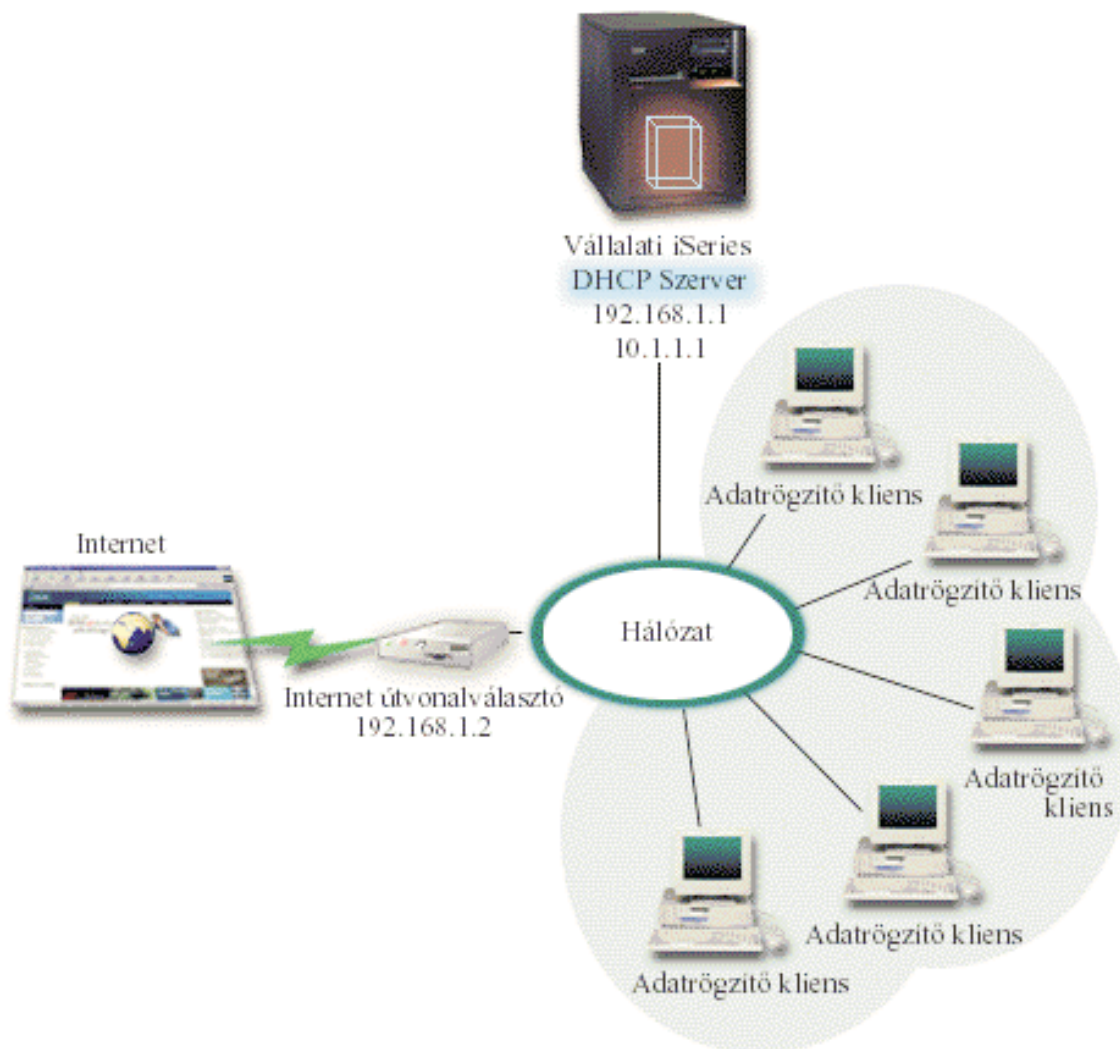 Vállalati iSeries
DHCP Szerver
192.168.1.1
10.1.1.1
Adatrögzítő kliens
Adatrögzítő kliens
Internet
Hálózat
Internet útvonalválasztó
192.168.1.2
Adatrögzítő
kliens
Adatrögzítő kliens
Adatrögzítő kliens